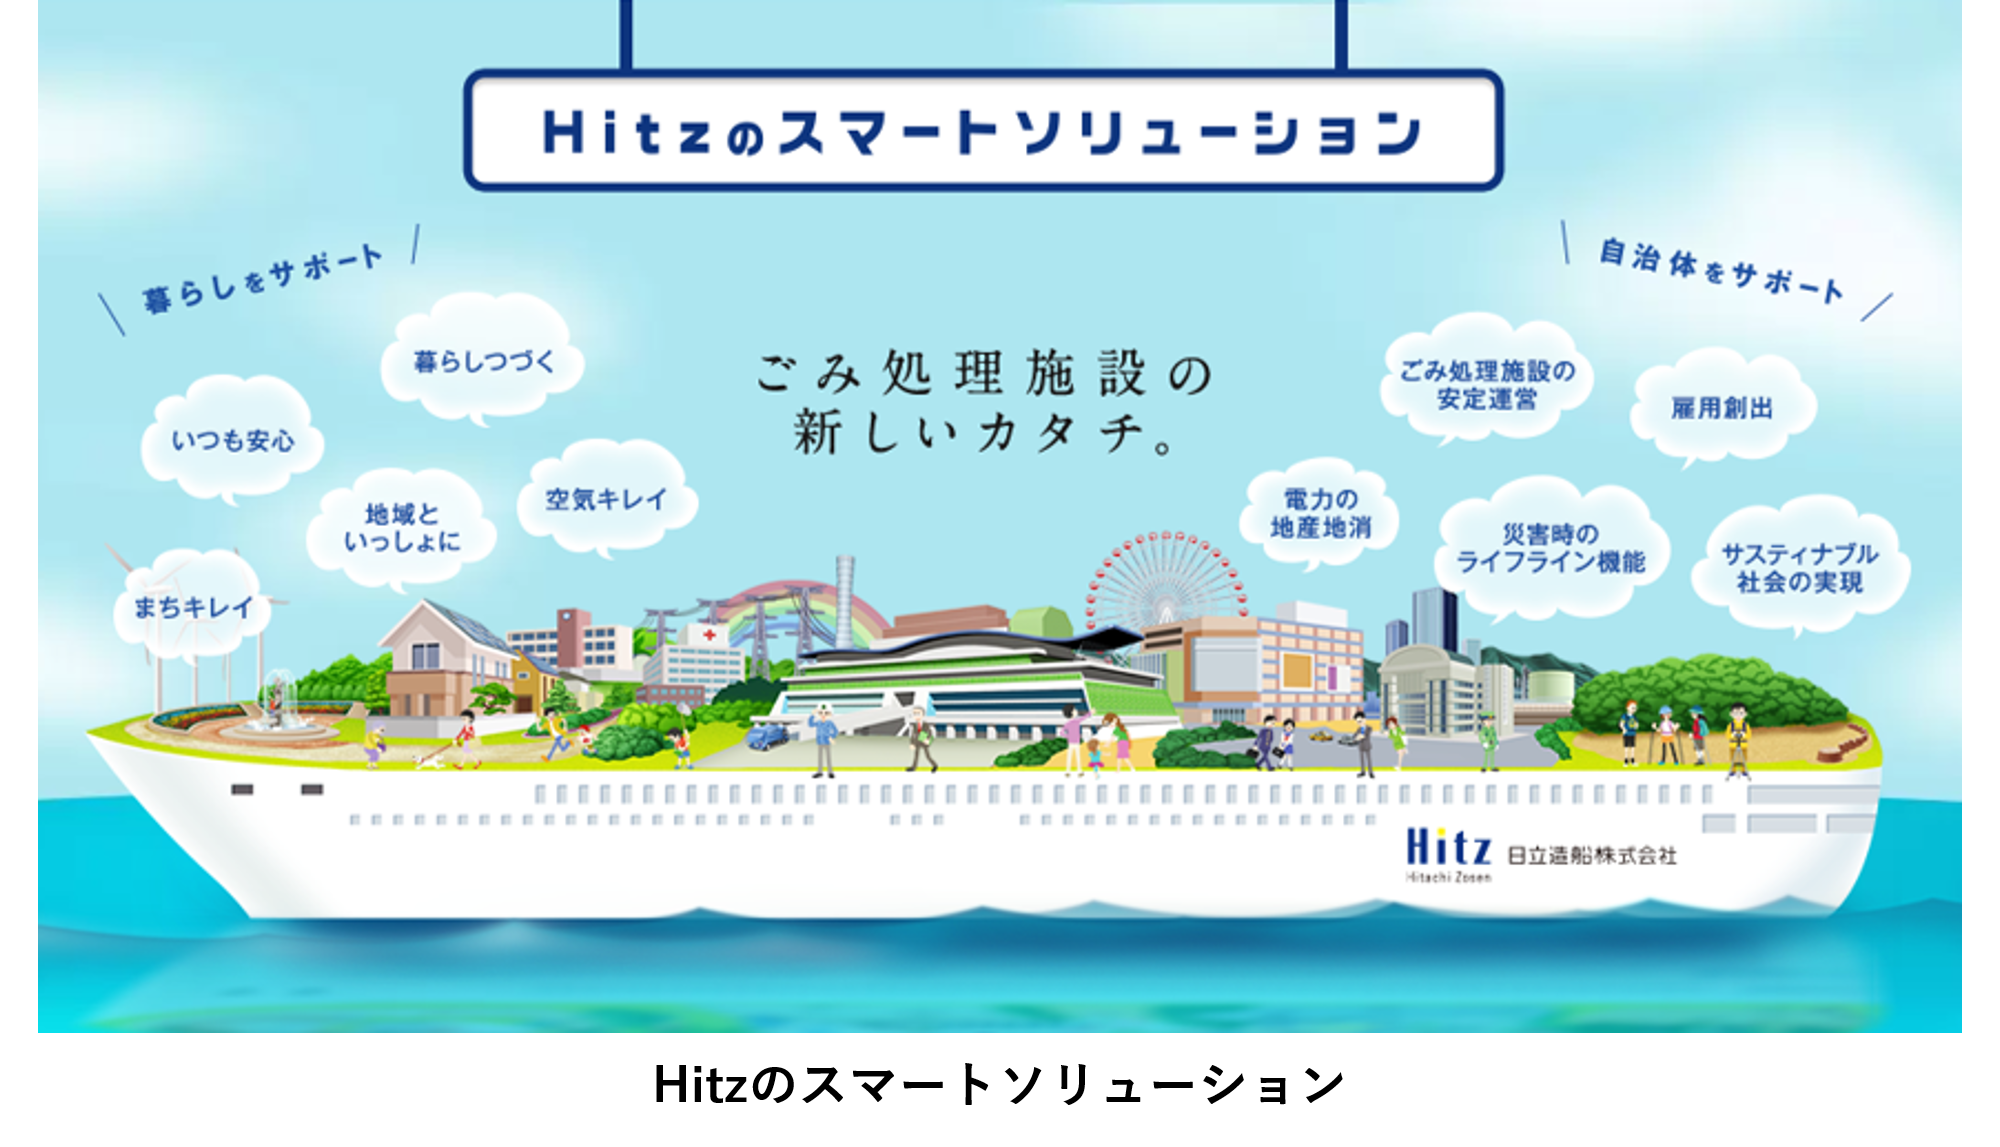 Hitzのスマートソリューション
暮らしをサポート
自治体をサポート
ごみ処理施設の
新しいカタチ。
暮らしつづく
いつも安心
地域と
いっしょに
空気キレイ
まちキレイ
ごみ処理施設の
安定運営
雇用創出
電力の
地産地消
災害時の
ライフライン機能
サスティナブル
社会の実現
Hitz 日立造船株式会社
Hitachi Zosen
Hitzのスマートソリューション